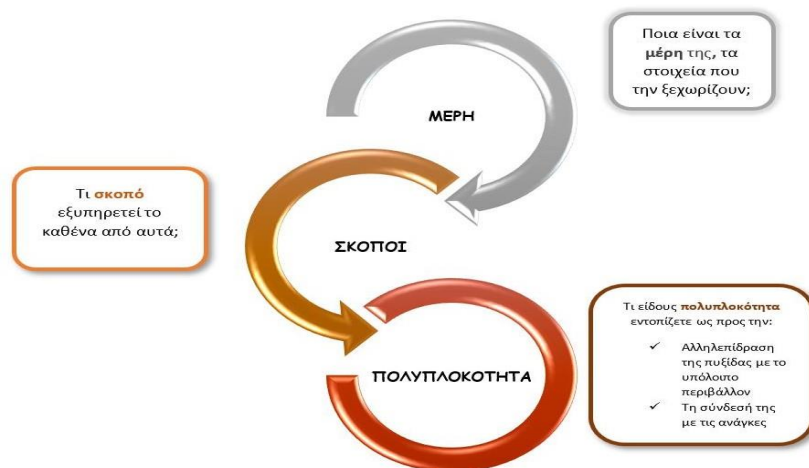 Ποια είναι τα
μέρη της, τα
στοιχεία που
την ξεχωρίζουν;
ΜΕΡΗ
Τι σκοπό
εξυπηρετεί το
καθένα από αυτά;
ΣΚΟΠΟΙ
Τι είδους πολυπλοκότητα
εντοπίζετε ως προς την:
✓ Αλληλεπίδραση
της πυξίδας με το
υπόλοιπο
περιβάλλον
✓ Τη σύνδεσή της
με τις ανάγκες
ΠΟΛΥΠΛΟΚΟΤΗΤΑ